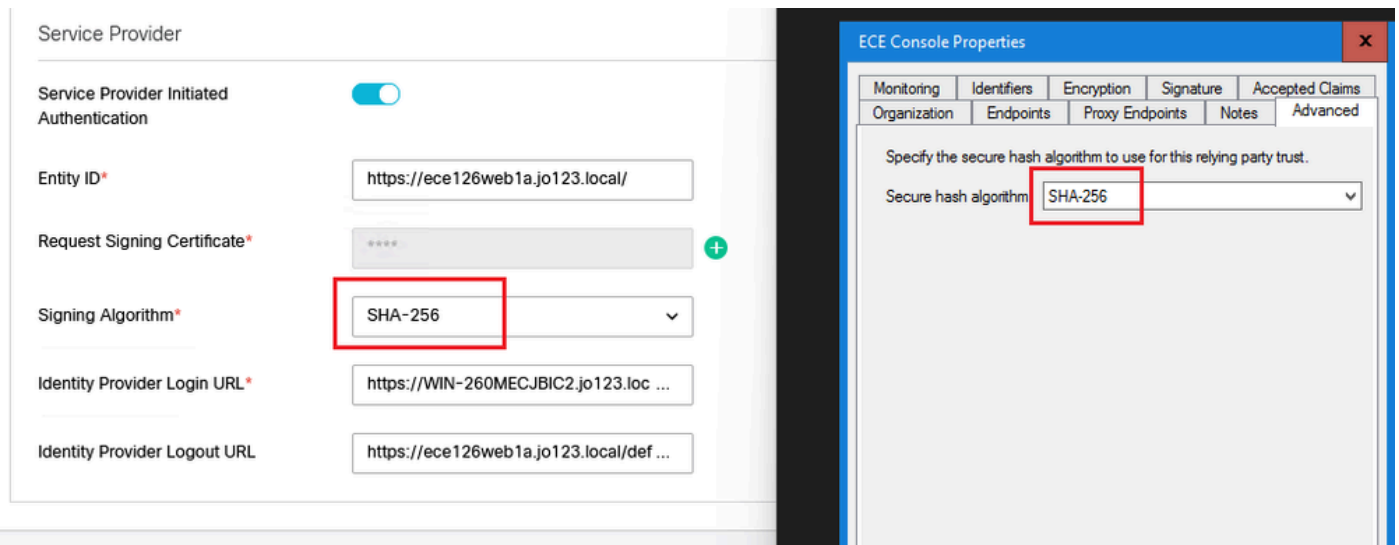 Service Provider
Service Provider Initiated
Authentication
Entity ID*
https://ece126web1a.jo123.local/
Request Signing Certificate*
****
Signing Algorithm*
SHA-256
Identity Provider Login URL*
https://WIN-260MECJBIC2.jo123.loc ...
Identity Provider Logout URL
https://ece126web1a.jo123.local/def ...
ECE Console Properties
x
Monitoring Identifiers Encryption Signature Accepted Claims
Organization Endpoints Proxy Endpoints Notes Advanced
Specify the secure hash algorithm to use for this relying party trust.
Secure hash algorithm SHA-256